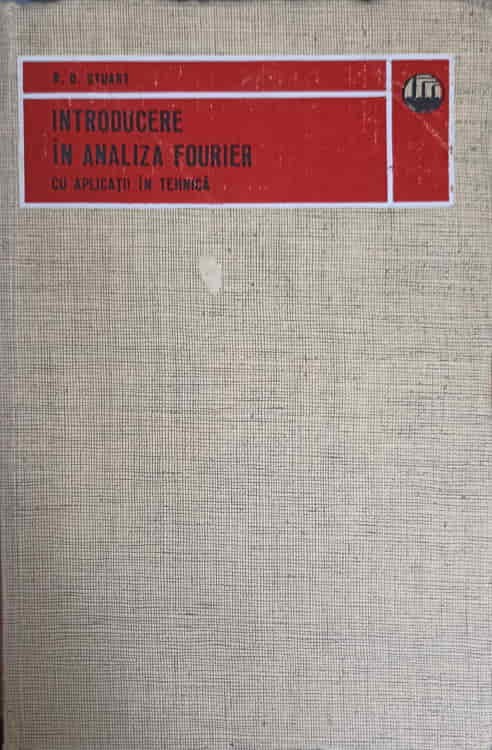 R. D. STUART
INTRODUCERE
ÎN ANALIZA FOURIER
CU APLICAȚII ÎN TEHNICĂ